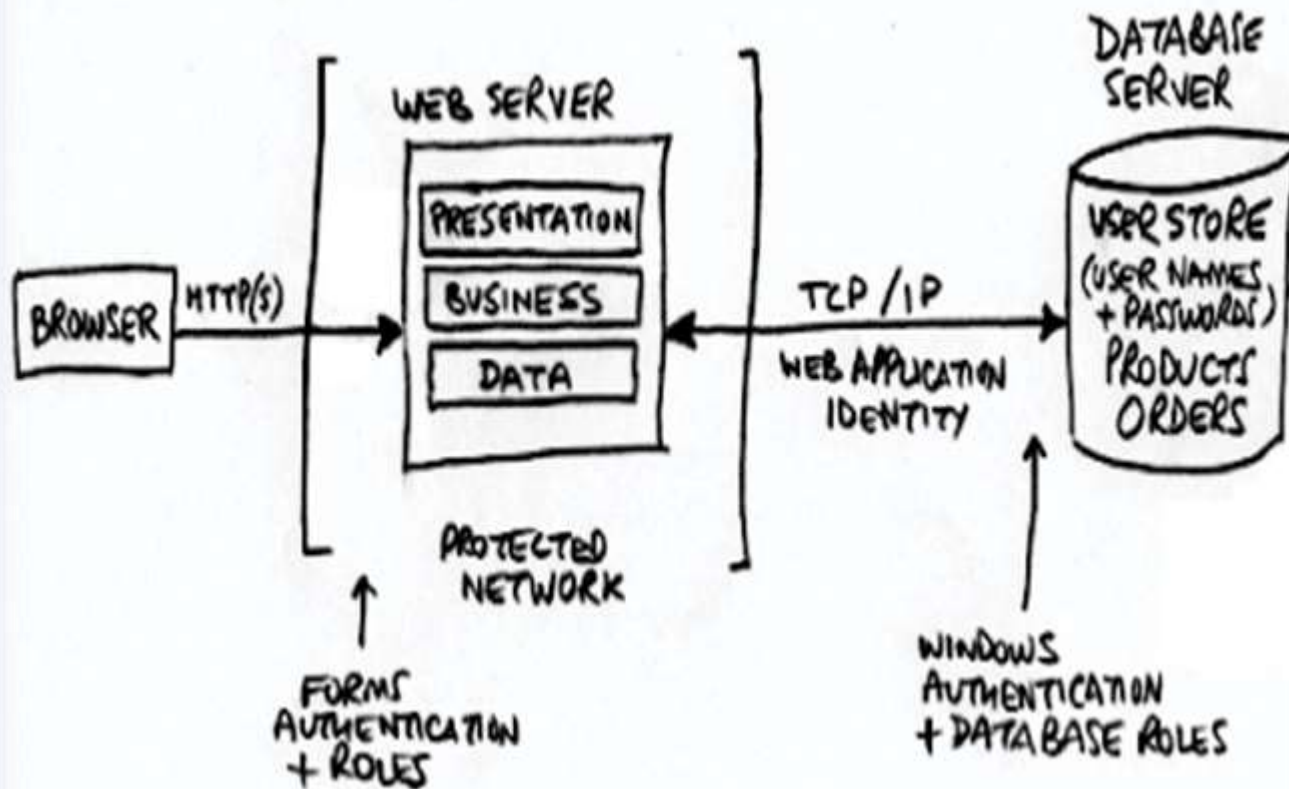 DATABASE
SERVER
WEB SERVER
PRESENTATION
BUSINESS
DATA
BROWSER
HTTP(S)
TCP/IP
WEB APPLICATION
IDENTITY
USER STORE
(USER NAMES
+ PASSWORDS)
PRODUCTS
ORDERS
PROTECTED
NETWORK
FORMS
AUTHENTICATION
+ ROLES
WINDOWS
AUTHENTICATION
+ DATABASE ROLES